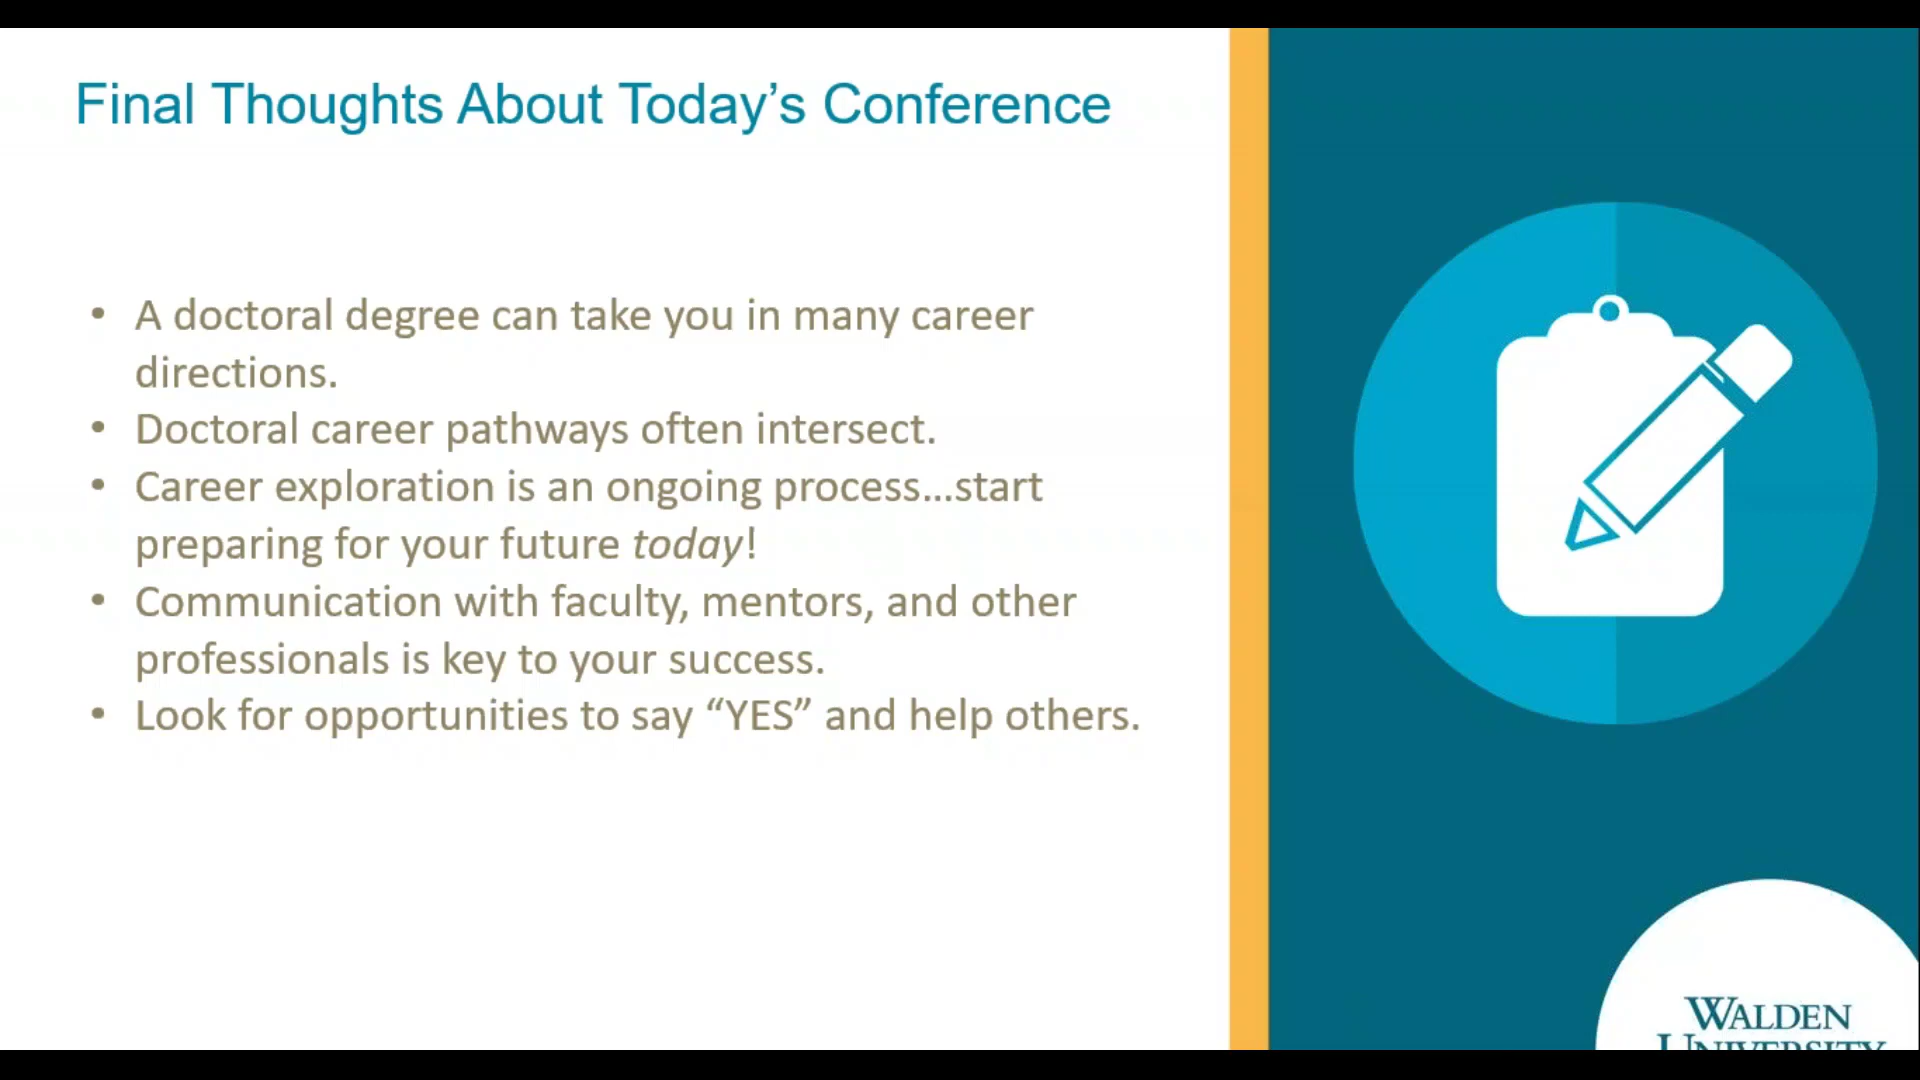 Final Thoughts About Today’s Conference
• A doctoral degree can take you in many career
directions.
• Doctoral career pathways often intersect.
• Career exploration is an ongoing process...start
preparing for your future today!
• Communication with faculty, mentors, and other
professionals is key to your success.
• Look for opportunities to say “YES” and help others.
WALDEN
UNIVERSITY